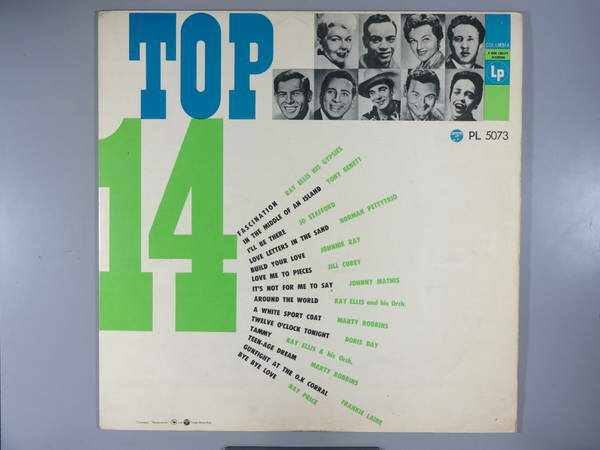 TOP
14
COLUMBIA
Lp
PL 5073
FASCINATION RAY ELLIS HIS GYPSIES
IN THE MIDDLE OF AN ISLAND TONY BENETT
I'LL BE THERE JO STAFFORD
LOVE LETTERS IN THE SAND NORMAN PETTYTRIO
BUILD YOUR LOVE JOHNNIE RAY
LOVE ME TO PIECES JILL COREY
IT'S NOT FOR ME TO SAY JOHNNY MATHIS
AROUND THE WORLD RAY ELLIS and his Orch.
A WHITE SPORT COAT MARTY ROBBINS
TWELVE O'CLOCK TONIGHT DORIS DAY
TAMMY RAY ELLIS & his Orch.
TEEN-AGE DREAM MARTY ROBBINS
GUNFIGHT AT THE O.K CORRAL FRANKIE LAINE
BYE BYE LOVE RAY PRICE